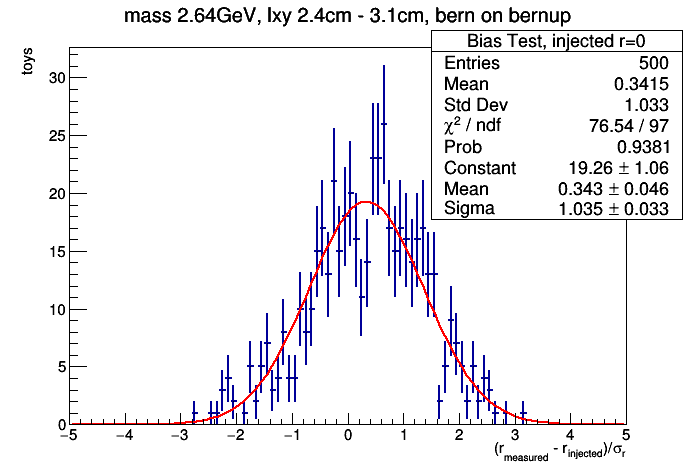 mass 2.64GeV, lxy 2.4cm - 3.1cm, bern on bernup
toys
Bias Test, injected r=0
Entries 500
Mean 0.3415
Std Dev 1.033
χ² / ndf 76.54 / 97
Prob 0.9381
Constant 19.26 ± 1.06
Mean 0.343 ± 0.046
Sigma 1.035 ± 0.033
30
25
20
15
10
5
0
−5 −4 −3 −2 −1 0 1 2 3 4 5
(r_measured - r_injected)/σ_r